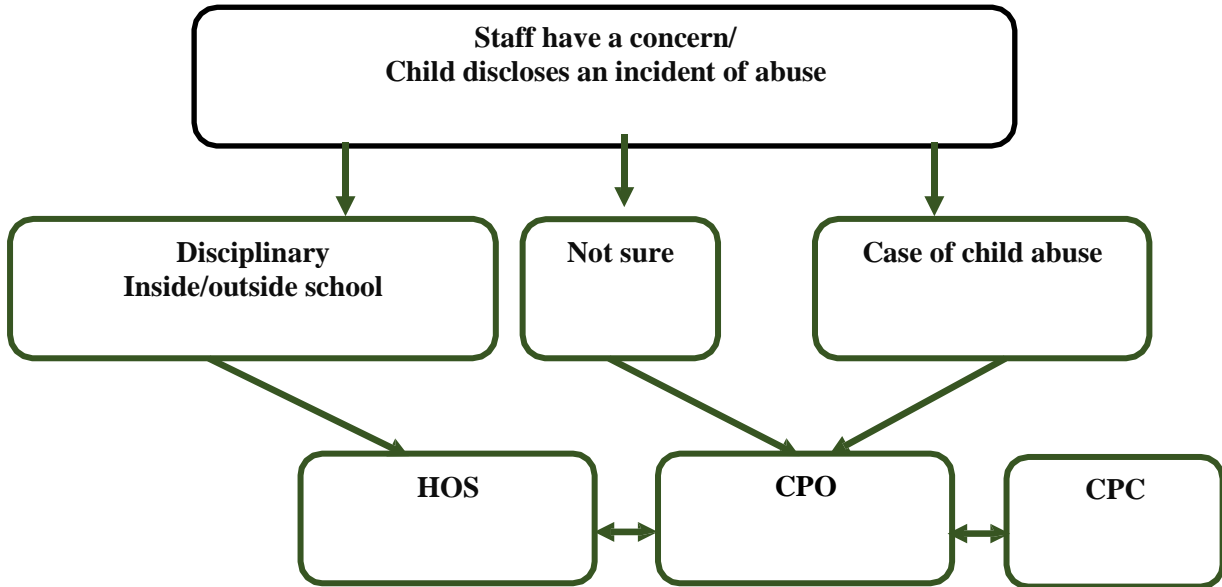 Staff have a concern/
Child discloses an incident of abuse
Disciplinary
Inside/outside school
Not sure
Case of child abuse
HOS
CPO
CPC